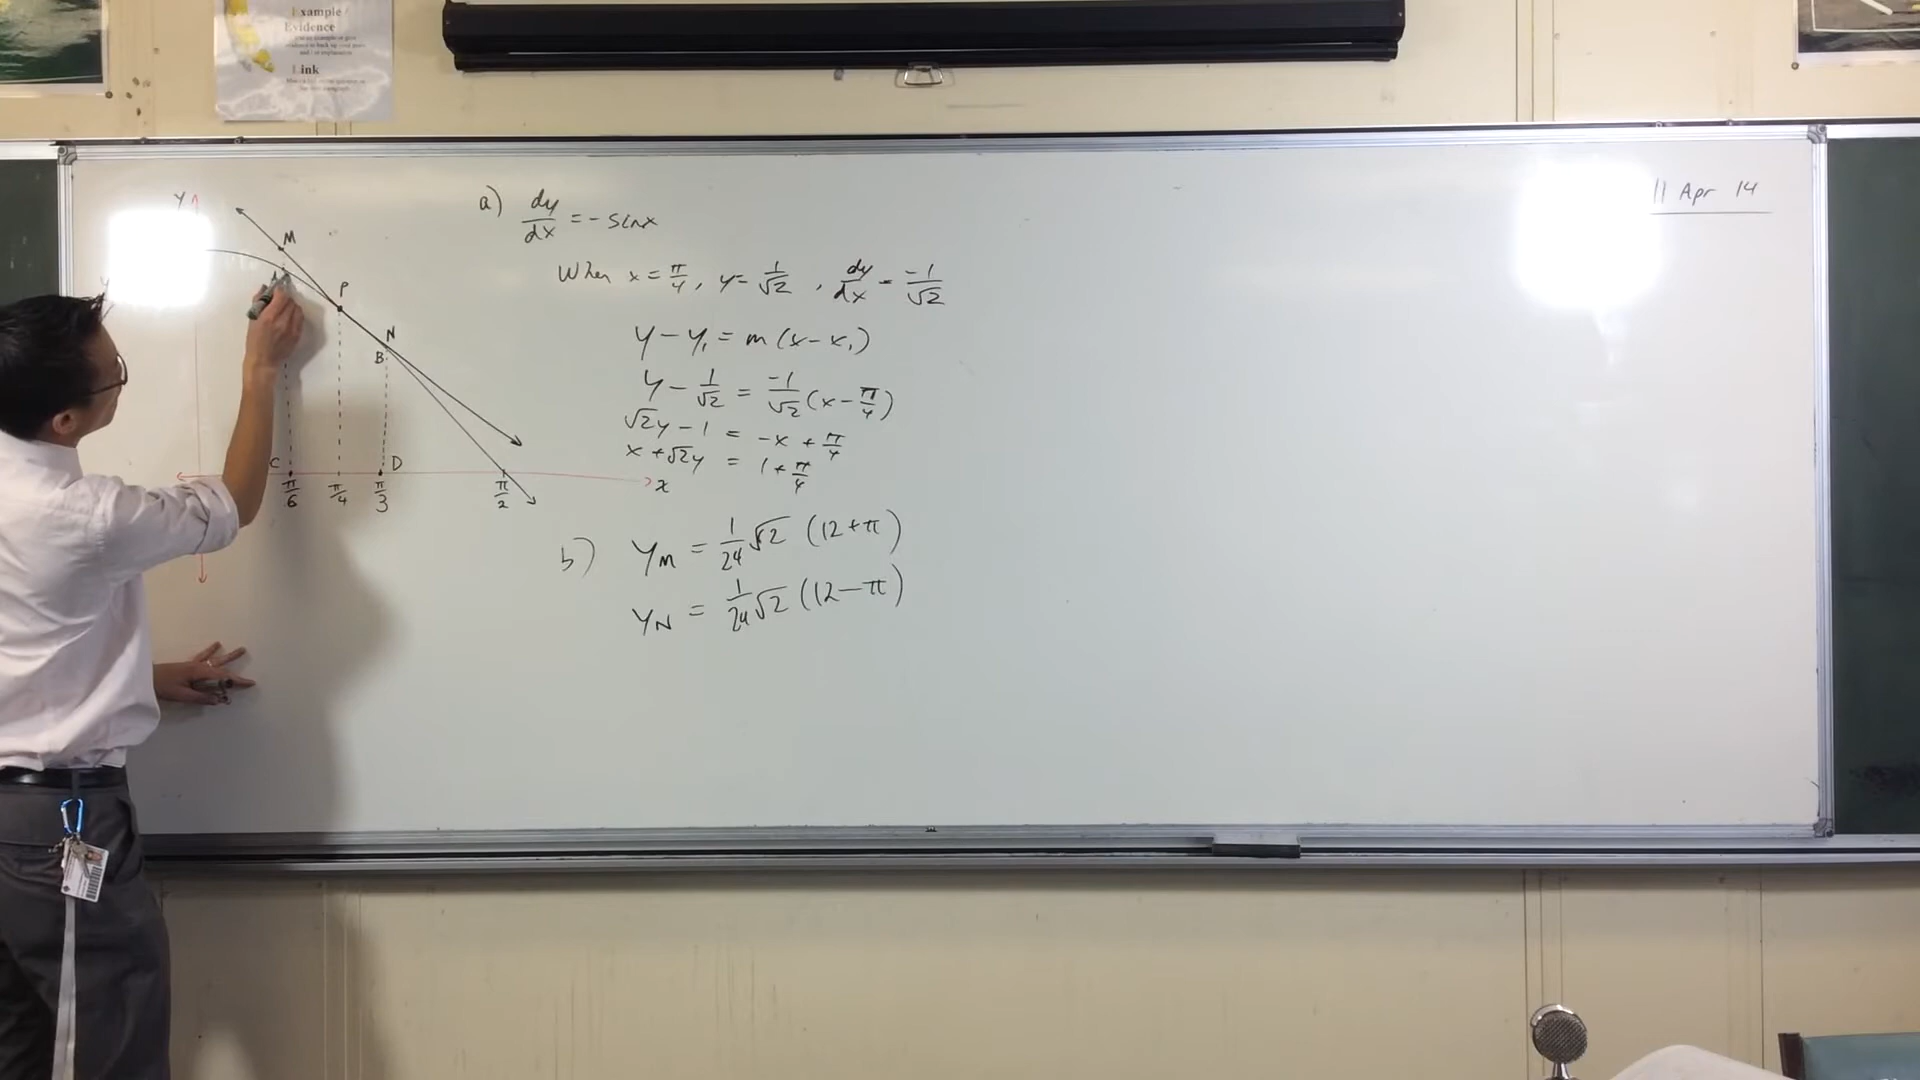 Example /
Evidence
Link
11 Apr 14
Y
M
P
N
B
C
D
π/6 π/4 π/3 π/2
x
a) dy/dx = - sinx
When x = π/4, y = 1/√2, dy/dx = -1/√2
y - y₁ = m(x - x₁)
y - 1/√2 = -1/√2 (x - π/4)
√2y - 1 = -x + π/4
x + √2y = 1 + π/4
b) yM = 1/24 √2 (12 + π)
yN = 1/24 √2 (12 - π)